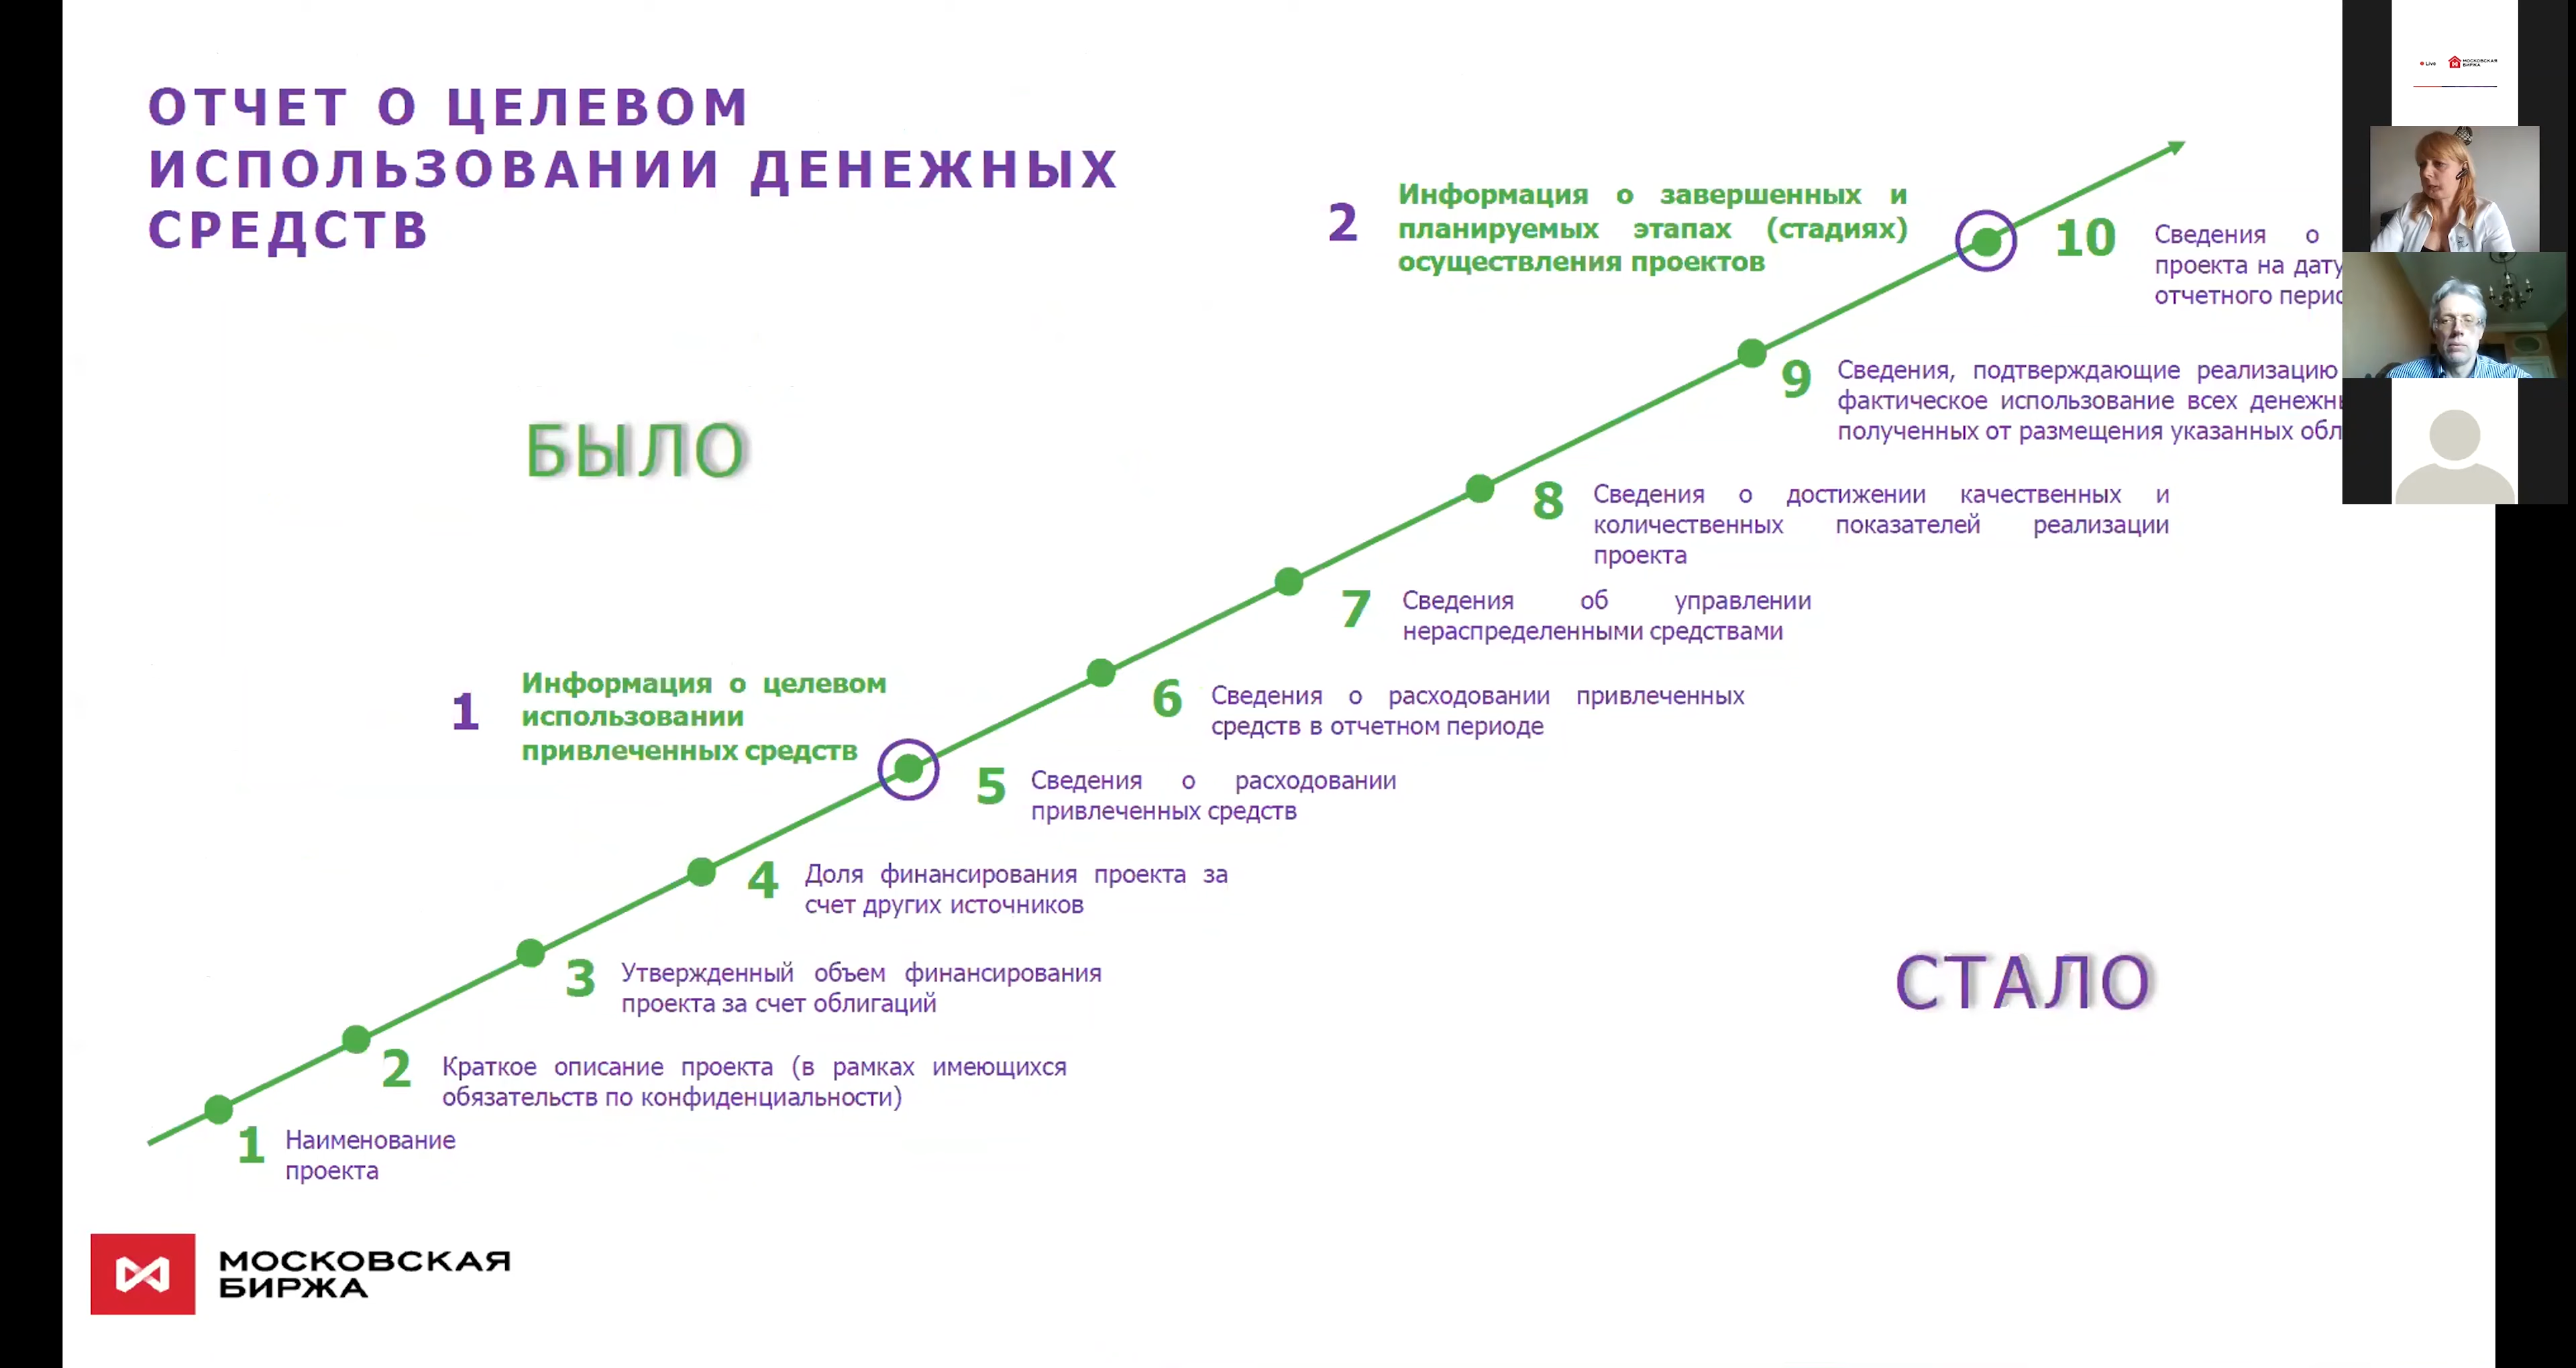 ОТЧЕТ О ЦЕЛЕВОМ
ИСПОЛЬЗОВАНИИ ДЕНЕЖНЫХ
СРЕДСТВ
Live
МОСКОВСКАЯ
БИРЖА
2
Информация о завершенных и
планируемых этапах (стадиях)
осуществления проектов
10
Сведения о
проекта на дату
отчетного
БЫЛО
9
Сведения, подтверждающие реализацию
фактическое использование всех
полученных от размещения указанных
8
Сведения о достижении качественных и
количественных показателей реализации
проекта
7
Сведения об управлении
нераспределенными средствами
1
Информация о целевом
использовании
привлеченных средств
6
Сведения о расходовании привлеченных
средств в отчетном периоде
5
Сведения о расходовании
привлеченных средств
4
Доля финансирования проекта за
счет других источников
3
Утвержденный объем финансирования
проекта за счет облигаций
СТАЛО
2
Краткое описание проекта (в рамках имеющихся
обязательств по конфиденциальности)
1
Наименование
проекта
МОСКОВСКАЯ
БИРЖА